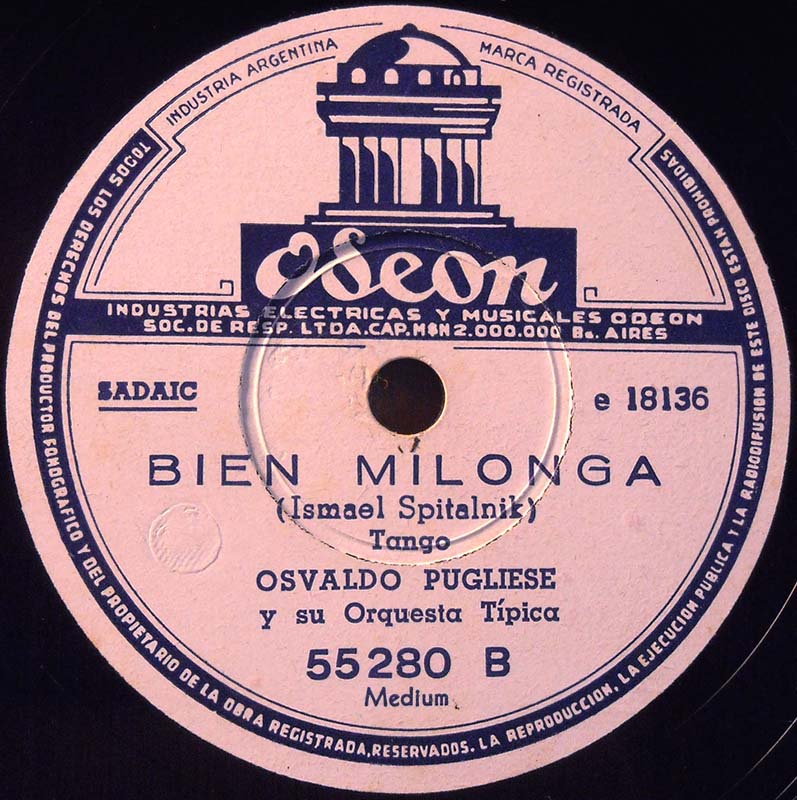 INDUSTRIA ARGENTINA
MARCA REGISTRADA
Odeon
INDUSTRIAS ELECTRICAS Y MUSICALES ODEON
SOC. DE RESP. LTDA. CAP. M$N 2.000.000 Bs. AIRES
SADAIC
e 18136
BIEN MILONGA
(Ismael Spitalnik)
Tango
OSVALDO PUGLIESE
y su Orquesta Típica
55280 B
Medium
TODOS LOS DERECHOS DEL PRODUCTOR FONOGRAFICO Y DEL PROPIETARIO DE LA OBRA REGISTRADA, RESERVADOS. LA REPRODUCCION, LA EJECUCION PUBLICA Y LA RADIODIFUSION DE ESTE DISCO ESTAN PROHIBIDAS